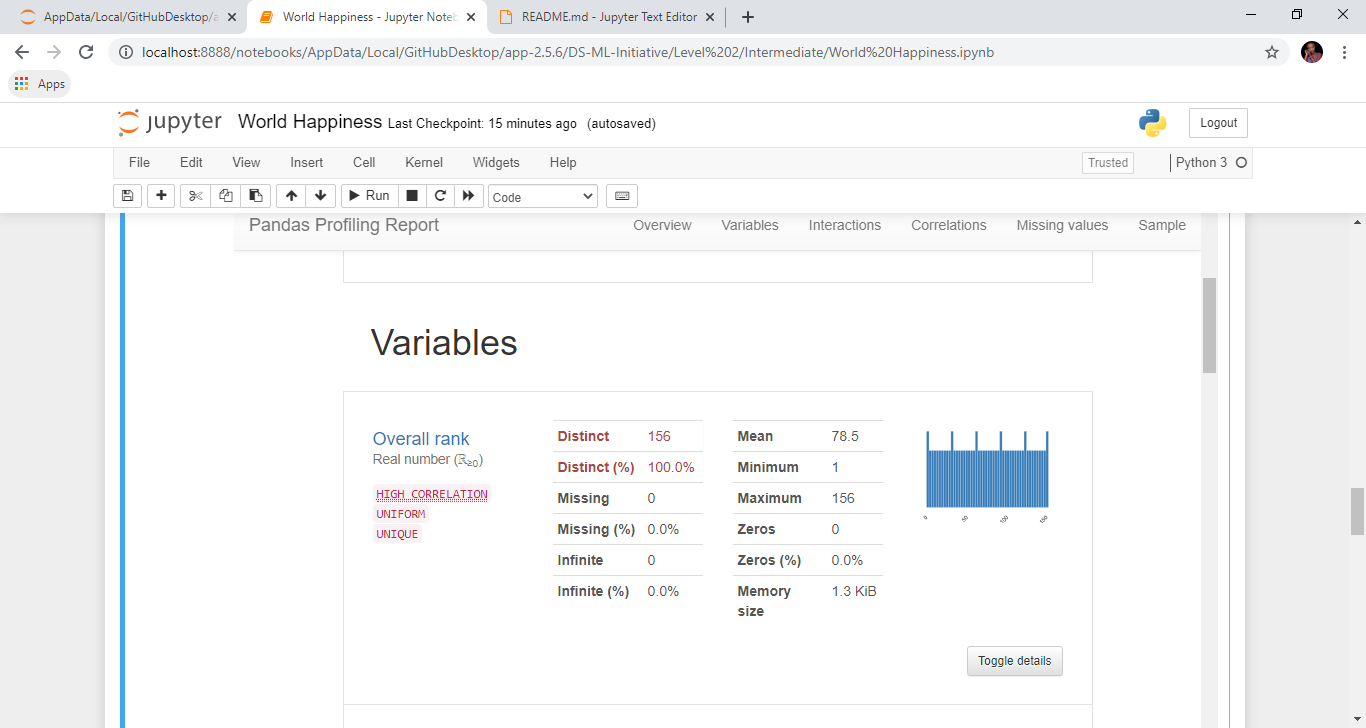 AppData/Local/GitHubDesktop/a
World Happiness - Jupyter Noteb
README.md - Jupyter Text Editor
localhost:8888/notebooks/AppData/Local/GitHubDesktop/app-2.5.6/DS-ML-Initiative/Level%202/Intermediate/World%20Happiness.ipynb
Apps
jupyter World Happiness Last Checkpoint: 15 minutes ago (autosaved)
Logout
File Edit View Insert Cell Kernel Widgets Help
Trusted
Python 3
Run
Code
Pandas Profiling Report
Overview Variables Interactions Correlations Missing values Sample
Variables
Overall rank
Real number (ℝ≥0)
HIGH CORRELATION
UNIFORM
UNIQUE
Distinct 156
Distinct (%) 100.0%
Missing 0
Missing (%) 0.0%
Infinite 0
Infinite (%) 0.0%
Mean 78.5
Minimum 1
Maximum 156
Zeros 0
Zeros (%) 0.0%
Memory size 1.3 KiB
0 50 100 150
Toggle details